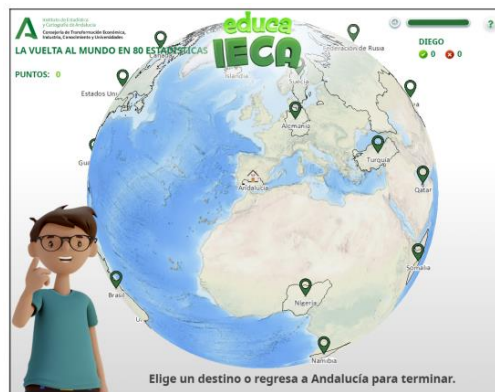 Instituto de Estadística
y Cartografía de Andalucía
Consejería de Transformación Económica,
Industria, Conocimiento y Universidades
LA VUELTA AL MUNDO EN 80 ESTADÍSTICAS
educa
IECA
PUNTOS: 0
DIEGO
0 0
?
Federación de Rusia
Islandia
Estados Uni
Alemania
Turquía
Andalucía
Qatar
Somalia
Brasil
Nigeria
Namibia
Elige un destino o regresa a Andalucía para terminar.